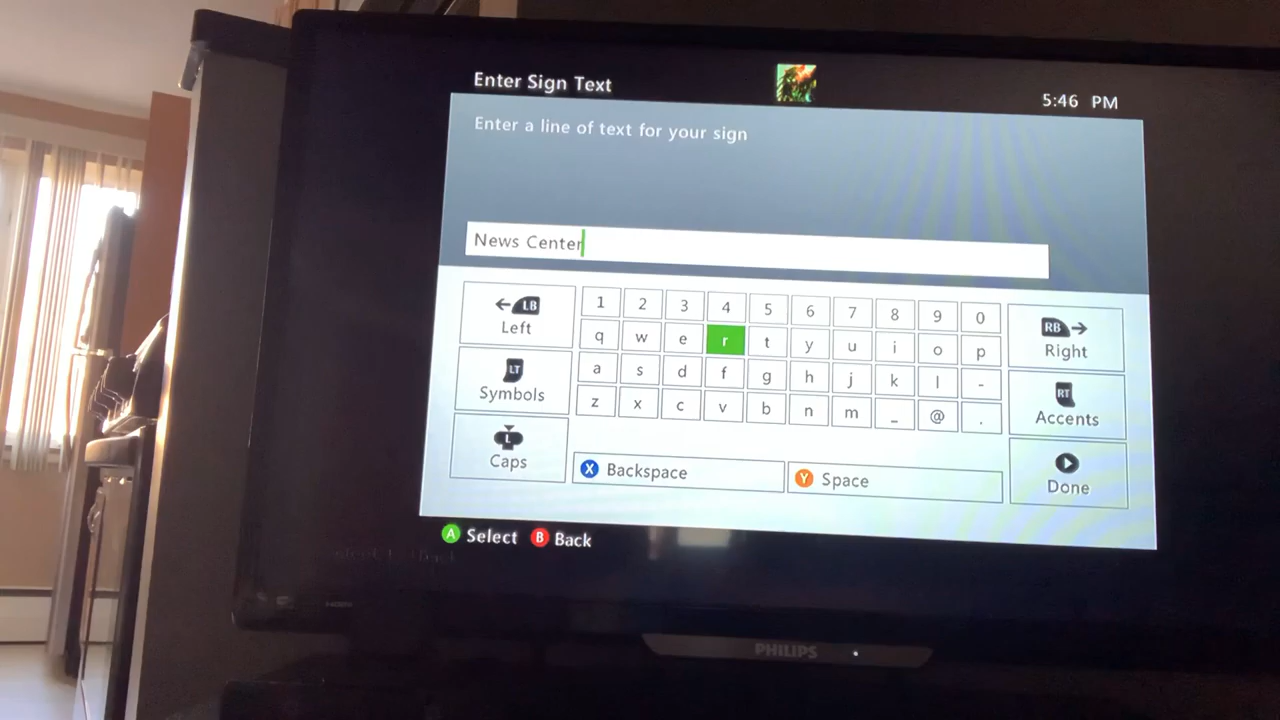 Enter Sign Text
5:46 PM
Enter a line of text for your sign
News Center
LB
Left
1 2 3 4 5 6 7 8 9 0
RB
Right
q w e r t y u i o p
LT
Symbols
a s d f g h j k l -
RT
Accents
z x c v b n m _ @ .
L
Caps
X Backspace
Y Space
Done
A Select B Back
HDMI
PHILIPS